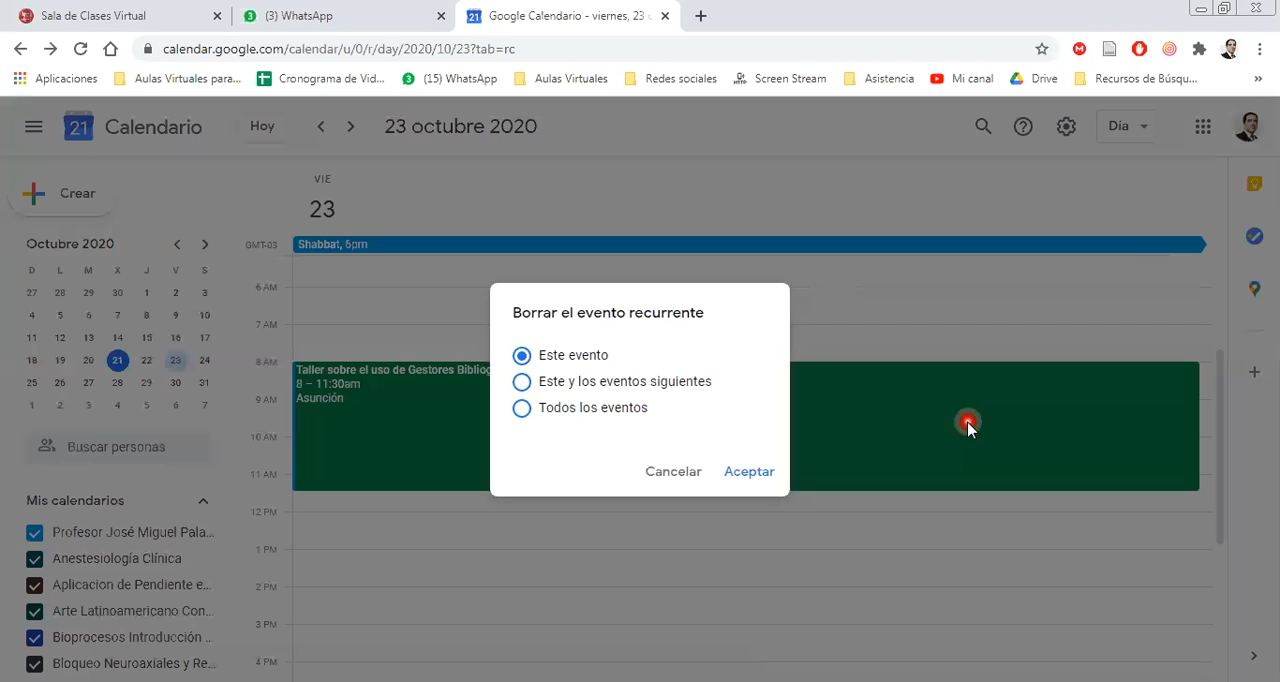 Sala de Clases Virtual
(3) WhatsApp
Google Calendario - viernes, 23 o
calendar.google.com/calendar/u/0/r/day/2020/10/23?tab=rc
Aplicaciones
Aulas Virtuales para...
Cronograma de Vid...
(15) WhatsApp
Aulas Virtuales
Redes sociales
Screen Stream
Asistencia
Mi canal
Drive
Recursos de Búsqu...
21 Calendario
Hoy
23 octubre 2020
Día
Crear
VIE
23
Octubre 2020
GMT-03
Shabbat, 6pm
D L M X J V S
27 28 29 30 1 2 3
4 5 6 7 8 9 10
11 12 13 14 15 16 17
18 19 20 21 22 23 24
25 26 27 28 29 30 31
1 2 3 4 5 6 7
6 AM
7 AM
8 AM
9 AM
10 AM
11 AM
12 PM
1 PM
2 PM
3 PM
4 PM
Taller sobre el uso de Gestores Bibliog
8 – 11:30am
Asunción
Borrar el evento recurrente
Este evento
Este y los eventos siguientes
Todos los eventos
Cancelar
Aceptar
Buscar personas
Mis calendarios
Profesor José Miguel Pala...
Anestesiología Clínica
Aplicacion de Pendiente e...
Arte Latinoamericano Con...
Bioprocesos Introducción ...
Bloqueo Neuroaxiales y Re...